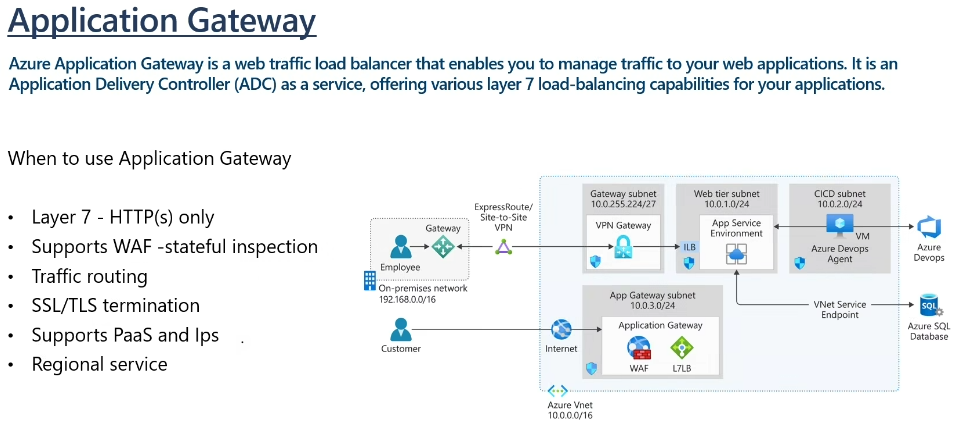 Application Gateway
Azure Application Gateway is a web traffic load balancer that enables you to manage traffic to your web applications. It is an
Application Delivery Controller (ADC) as a service, offering various layer 7 load-balancing capabilities for your applications.
When to use Application Gateway
• Layer 7 - HTTP(s) only
• Supports WAF -stateful inspection
• Traffic routing
• SSL/TLS termination
• Supports PaaS and Ips .
• Regional service
Employee
Gateway
On-premises network
192.168.0.0/16
ExpressRoute/
Site-to-Site
VPN
Gateway subnet
10.0.255.224/27
VPN Gateway
Web tier subnet
10.0.1.0/24
App Service
Environment
ILB
CICD subnet
10.0.2.0/24
VM
Azure Devops
Agent
Azure
Devops
App Gateway subnet
10.0.3.0/24
Application Gateway
WAF
L7LB
VNet Service
Endpoint
SQL
Azure SQL
Database
Customer
Internet
Azure Vnet
10.0.0.0/16